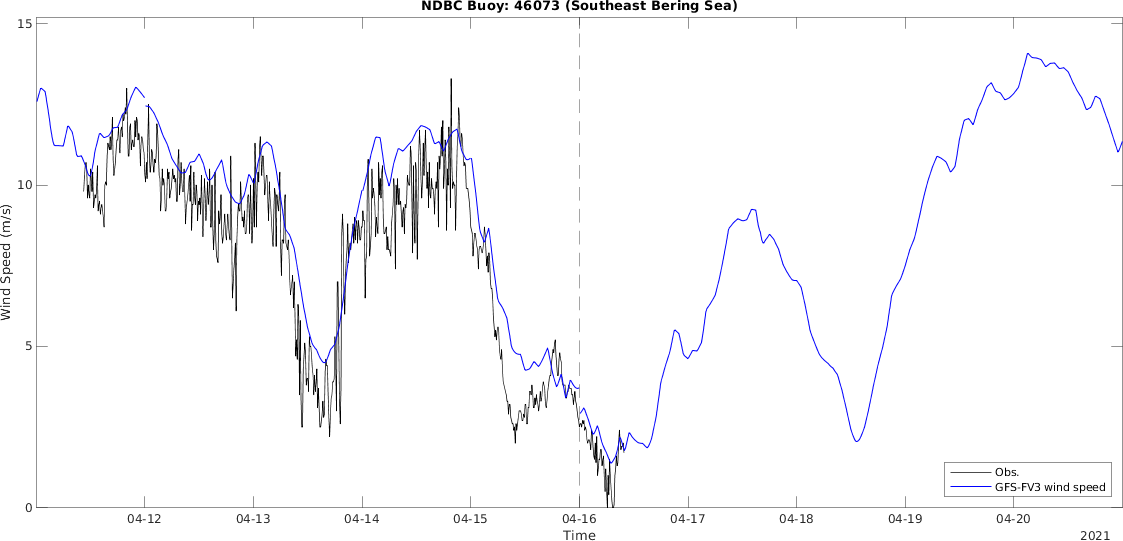 NDBC Buoy: 46073 (Southeast Bering Sea)
15
10
5
0
Wind Speed (m/s)
Obs.
GFS-FV3 wind speed
04-12 04-13 04-14 04-15 04-16 04-17 04-18 04-19 04-20
Time
2021